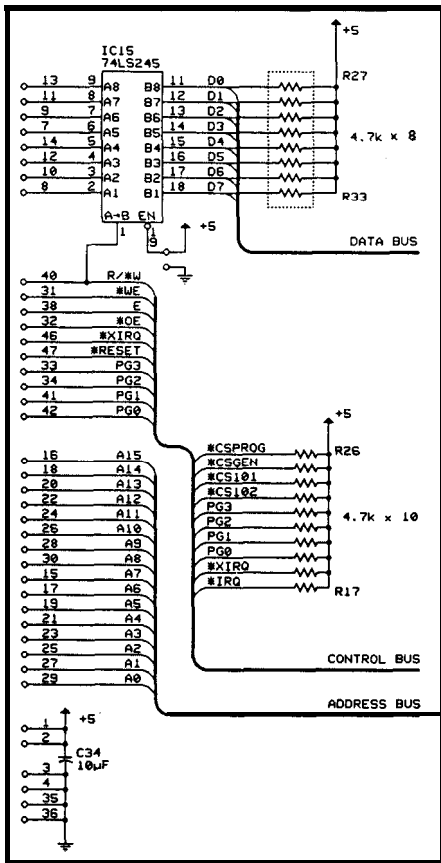 +5
IC15
74LS245
13 9 A8 B8 11 D0 R27
11 8 A7 B7 12 D1
9 7 A6 B6 13 D2
7 6 A5 B5 14 D3 4.7k x 8
14 5 A4 B4 15 D4
12 4 A3 B3 16 D5
10 3 A2 B2 17 D6
8 2 A1 B1 18 D7 R33
A→B EN
1 19 +5
DATA BUS
40 R/*W
31 *WE
38 E
32 *OE
46 *XIRQ
47 *RESET
33 PG3
34 PG2
41 PG1
42 PG0
+5
*CSPROG R26
*CSGEN
*CS101
*CS102
PG3 4.7k x 10
PG2
PG1
PG0
*XIRQ
*IRQ R17
16 A15
18 A14
20 A13
22 A12
24 A11
26 A10
28 A9
30 A8
15 A7
17 A6
19 A5
21 A4
23 A3
25 A2
27 A1
29 A0
CONTROL BUS
ADDRESS BUS
1 +5
2
C34
10µF
3
4
35
36